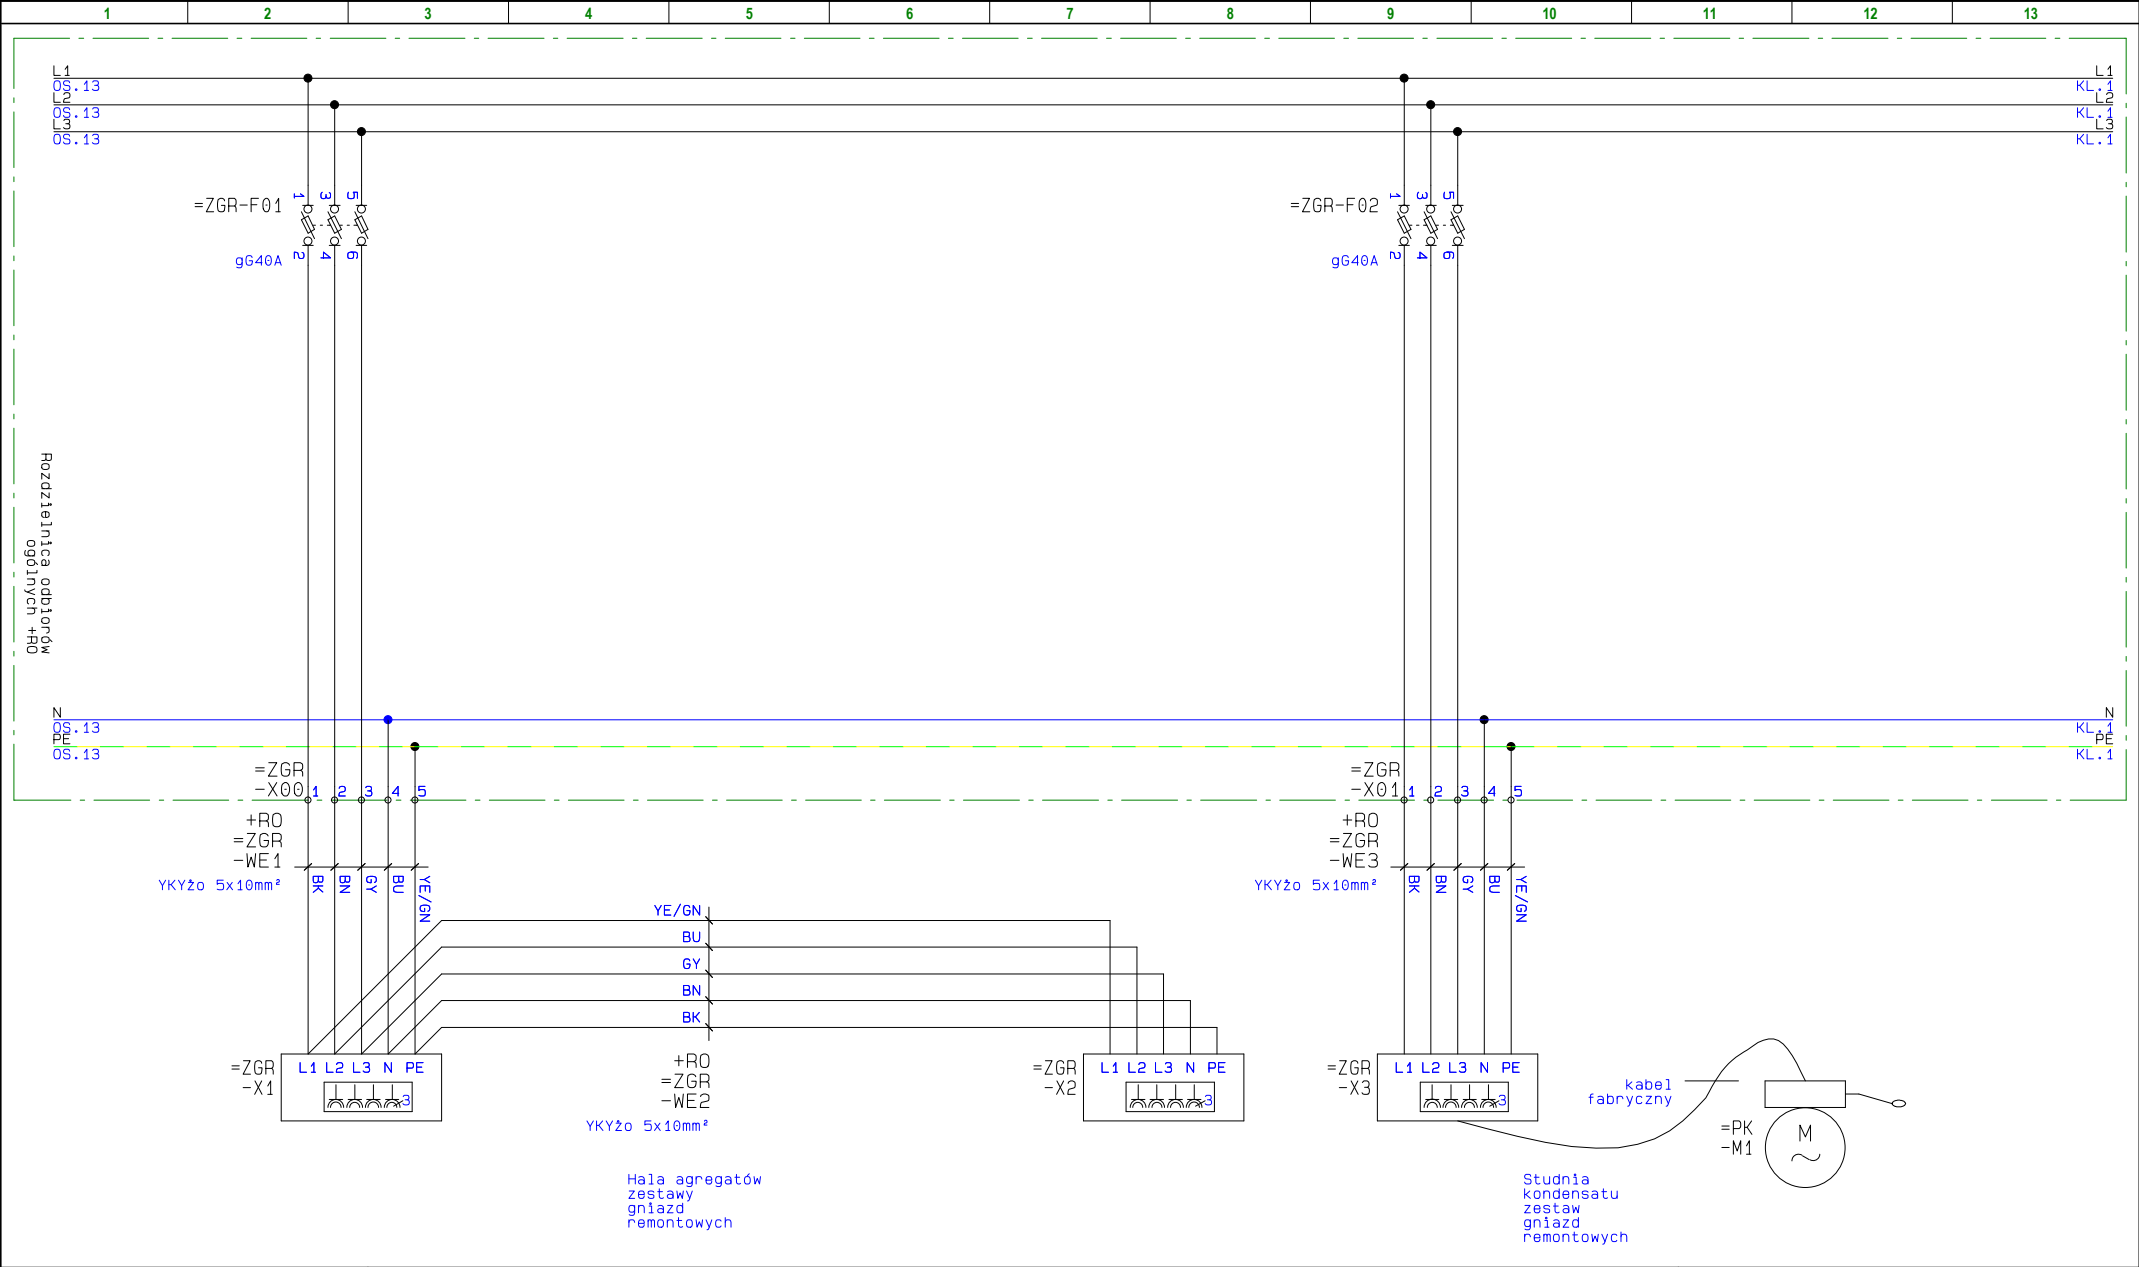 1 2 3 4 5 6 7 8 9 10 11 12 13
L1 L1
OS.13 KL.1
L2 L2
OS.13 KL.1
L3 L3
OS.13 KL.1
1 3 5
=ZGR-F01
gG40A
2 4 6
1 3 5
=ZGR-F02
gG40A
2 4 6
Rozdzielnica odbiorów
ogólnych +RO
N N
OS.13 KL.1
PE PE
OS.13 KL.1
=ZGR
-X00 1 2 3 4 5
+RO
=ZGR
-WE1
YKYżo 5x10mm²
BK BN GY BU YE/GN
=ZGR
-X01 1 2 3 4 5
+RO
=ZGR
-WE3
YKYżo 5x10mm²
BK BN GY BU YE/GN
YE/GN
BU
GY
BN
BK
+RO
=ZGR
-WE2
YKYżo 5x10mm²
=ZGR
-X1
L1 L2 L3 N PE
3
=ZGR
-X2
L1 L2 L3 N PE
3
=ZGR
-X3
L1 L2 L3 N PE
3
kabel
fabryczny
=PK
-M1
M
Hala agregatów
zestawy
gniazd
remontowych
Studnia
kondensatu
zestaw
gniazd
remontowych